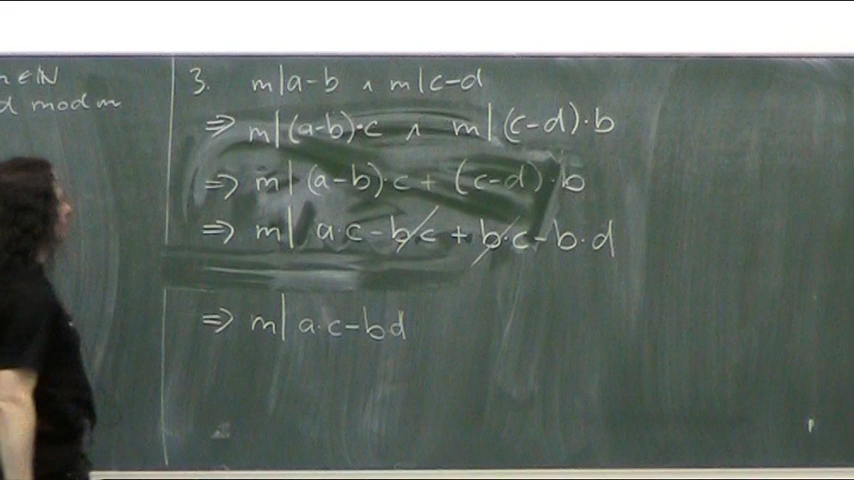 ∈ ℕ
d mod m
3. m|a-b ∧ m|c-d
⇒ m|(a-b)·c ∧ m|(c-d)·b
⇒ m|(a-b)·c + (c-d)·b
⇒ m| a·c - b·c + b·c - b·d
⇒ m| a·c - bd